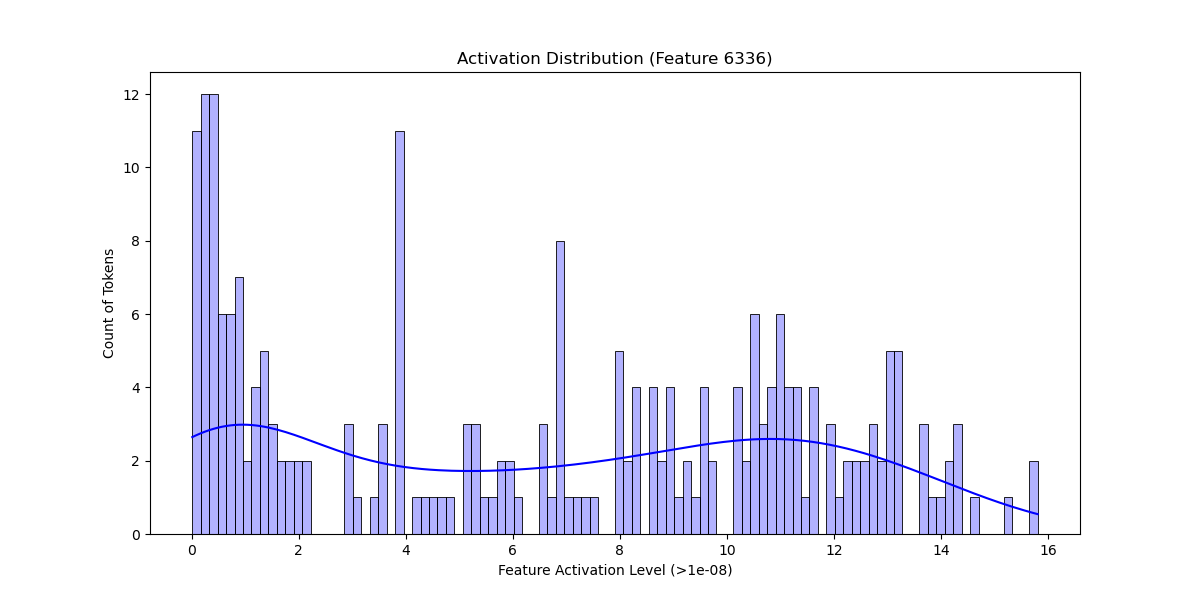 Activation Distribution (Feature 6336)
12
10
8
6
4
2
0
Count of Tokens
0 2 4 6 8 10 12 14 16
Feature Activation Level (>1e-08)